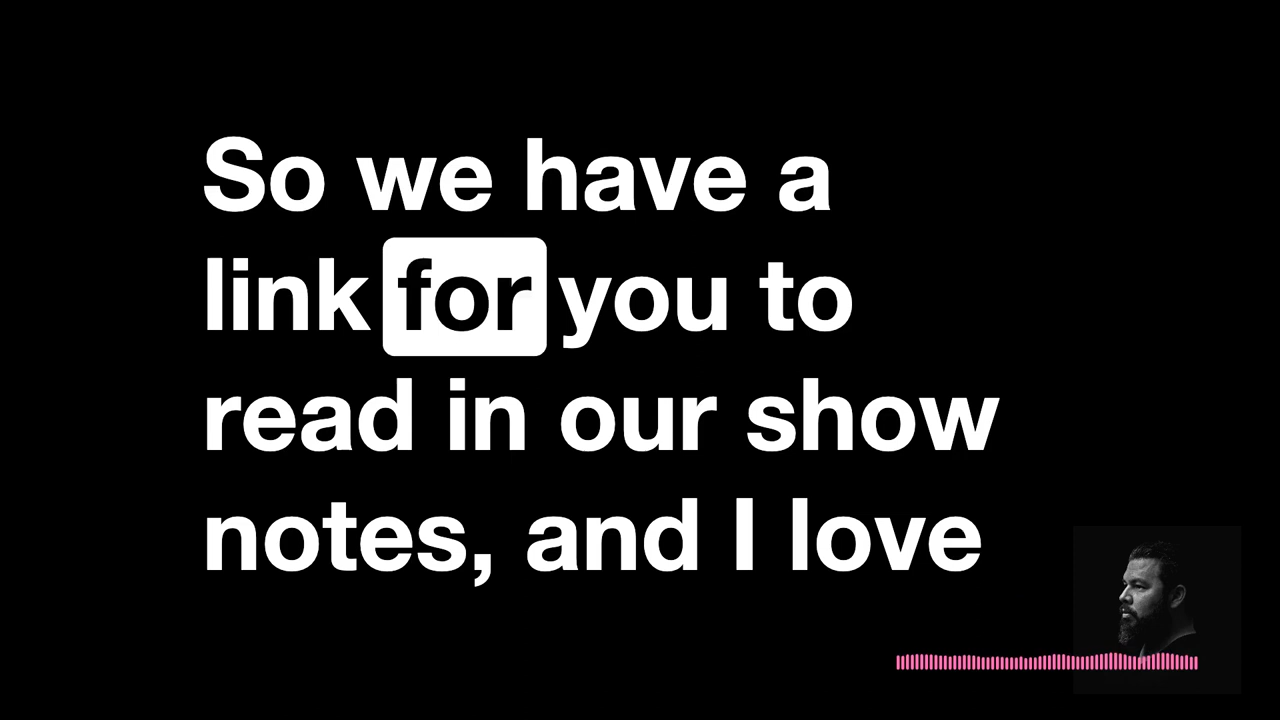 So we have a
link for you to
read in our show
notes, and I love